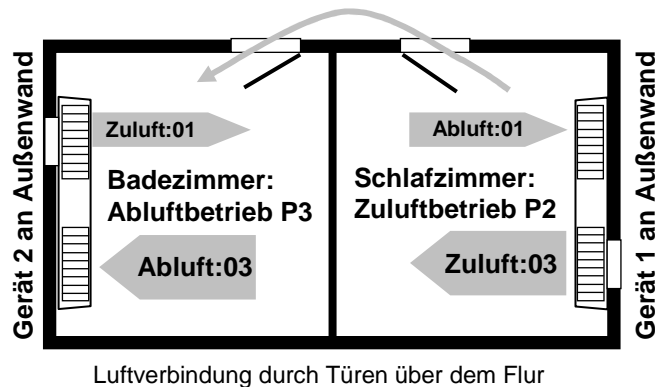 Gerät 2 an Außenwand
Zuluft:01
Badezimmer:
Abluftbetrieb P3
Abluft:03
Abluft:01
Schlafzimmer:
Zuluftbetrieb P2
Zuluft:03
Gerät 1 an Außenwand
Luftverbindung durch Türen über dem Flur